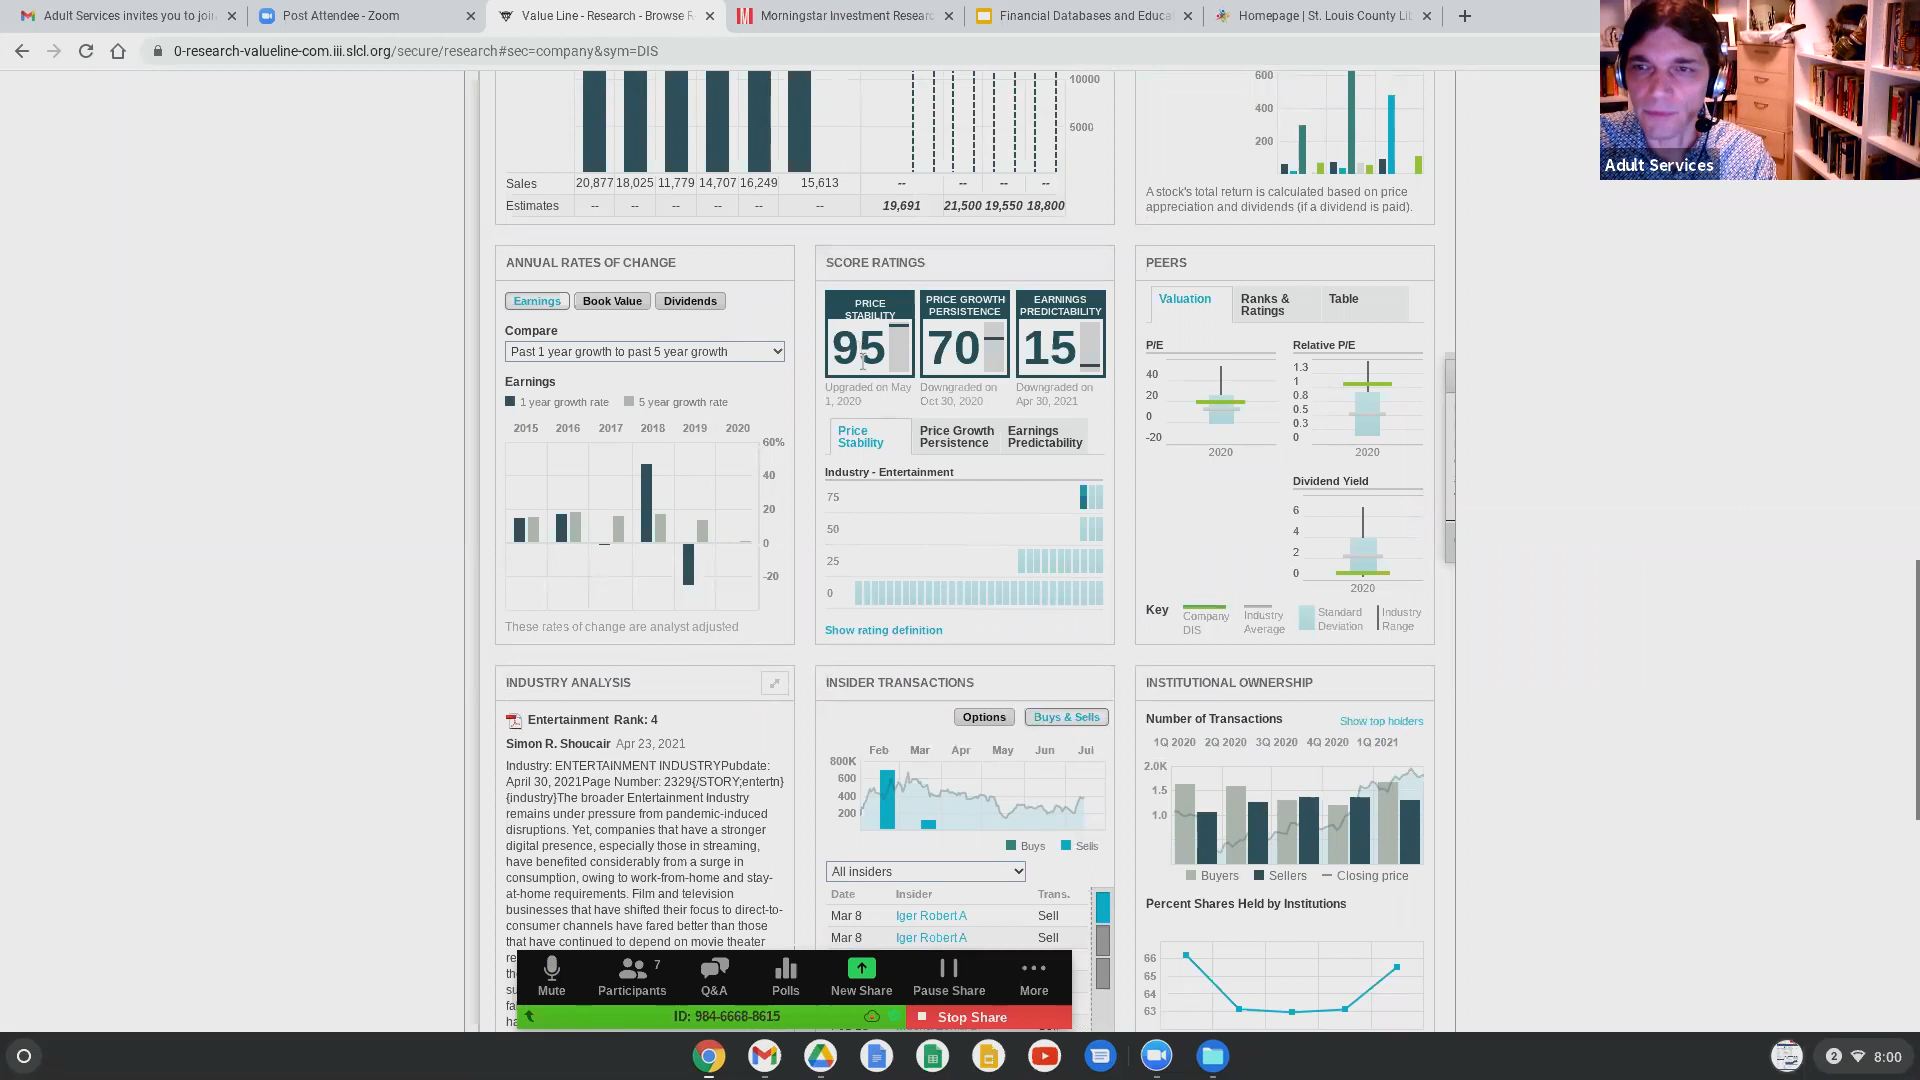 Adult Services invites you to joi
Post Attendee - Zoom
Value Line - Research - Browse R
Morningstar Investment Researc
Financial Databases and Educa
Homepage | St. Louis County Li
0-research-valueline-com.iii.slcl.org/secure/research#sec=company&sym=DIS
Adult Services
10000
5000
Sales 20,877 18,025 11,779 14,707 16,249 15,613 -- -- -- --
Estimates -- -- -- -- -- -- 19,691 21,500 19,550 18,800
600
400
200
A stock's total return is calculated based on price
appreciation and dividends (if a dividend is paid).
ANNUAL RATES OF CHANGE
Earnings Book Value Dividends
Compare
Past 1 year growth to past 5 year growth
Earnings
1 year growth rate 5 year growth rate
2015 2016 2017 2018 2019 2020
60%
40
20
0
-20
These rates of change are analyst adjusted
SCORE RATINGS
PRICE STABILITY
95
Upgraded on May
1, 2020
PRICE GROWTH PERSISTENCE
70
Downgraded on
Oct 30, 2020
EARNINGS PREDICTABILITY
15
Downgraded on
Apr 30, 2021
Price Stability
Price Growth Persistence
Earnings Predictability
Industry - Entertainment
75
50
25
0
Show rating definition
PEERS
Valuation
Ranks & Ratings
Table
P/E
40
20
0
-20
2020
Relative P/E
1.3
1
0.8
0.5
0.3
0
2020
Dividend Yield
6
4
2
0
2020
Key
Company DIS
Industry Average
Standard Deviation
Industry Range
INDUSTRY ANALYSIS
Entertainment Rank: 4
Simon R. Shoucair Apr 23, 2021
Industry: ENTERTAINMENT INDUSTRYPubdate:
April 30, 2021Page Number: 2329{/STORY;entertn}
{industry}The broader Entertainment Industry
remains under pressure from pandemic-induced
disruptions. Yet, companies that have a stronger
digital presence, especially those in streaming,
have benefited considerably from a surge in
consumption, owing to work-from-home and stay-
at-home requirements. Film and television
businesses that have shifted their focus to direct-to-
consumer channels have fared better than those
that have continued to depend on movie theater
INSIDER TRANSACTIONS
Options Buys & Sells
Feb Mar Apr May Jun Jul
800K
600
400
200
Buys Sells
All insiders
Date Insider Trans.
Mar 8 Iger Robert A Sell
Mar 8 Iger Robert A Sell
INSTITUTIONAL OWNERSHIP
Number of Transactions Show top holders
1Q 2020 2Q 2020 3Q 2020 4Q 2020 1Q 2021
2.0K
1.5
1.0
Buyers Sellers Closing price
Percent Shares Held by Institutions
66
65
64
63
Mute
Participants 7
Q&A
Polls
New Share
Pause Share
More
ID: 984-6668-8615
Stop Share
2 8:00